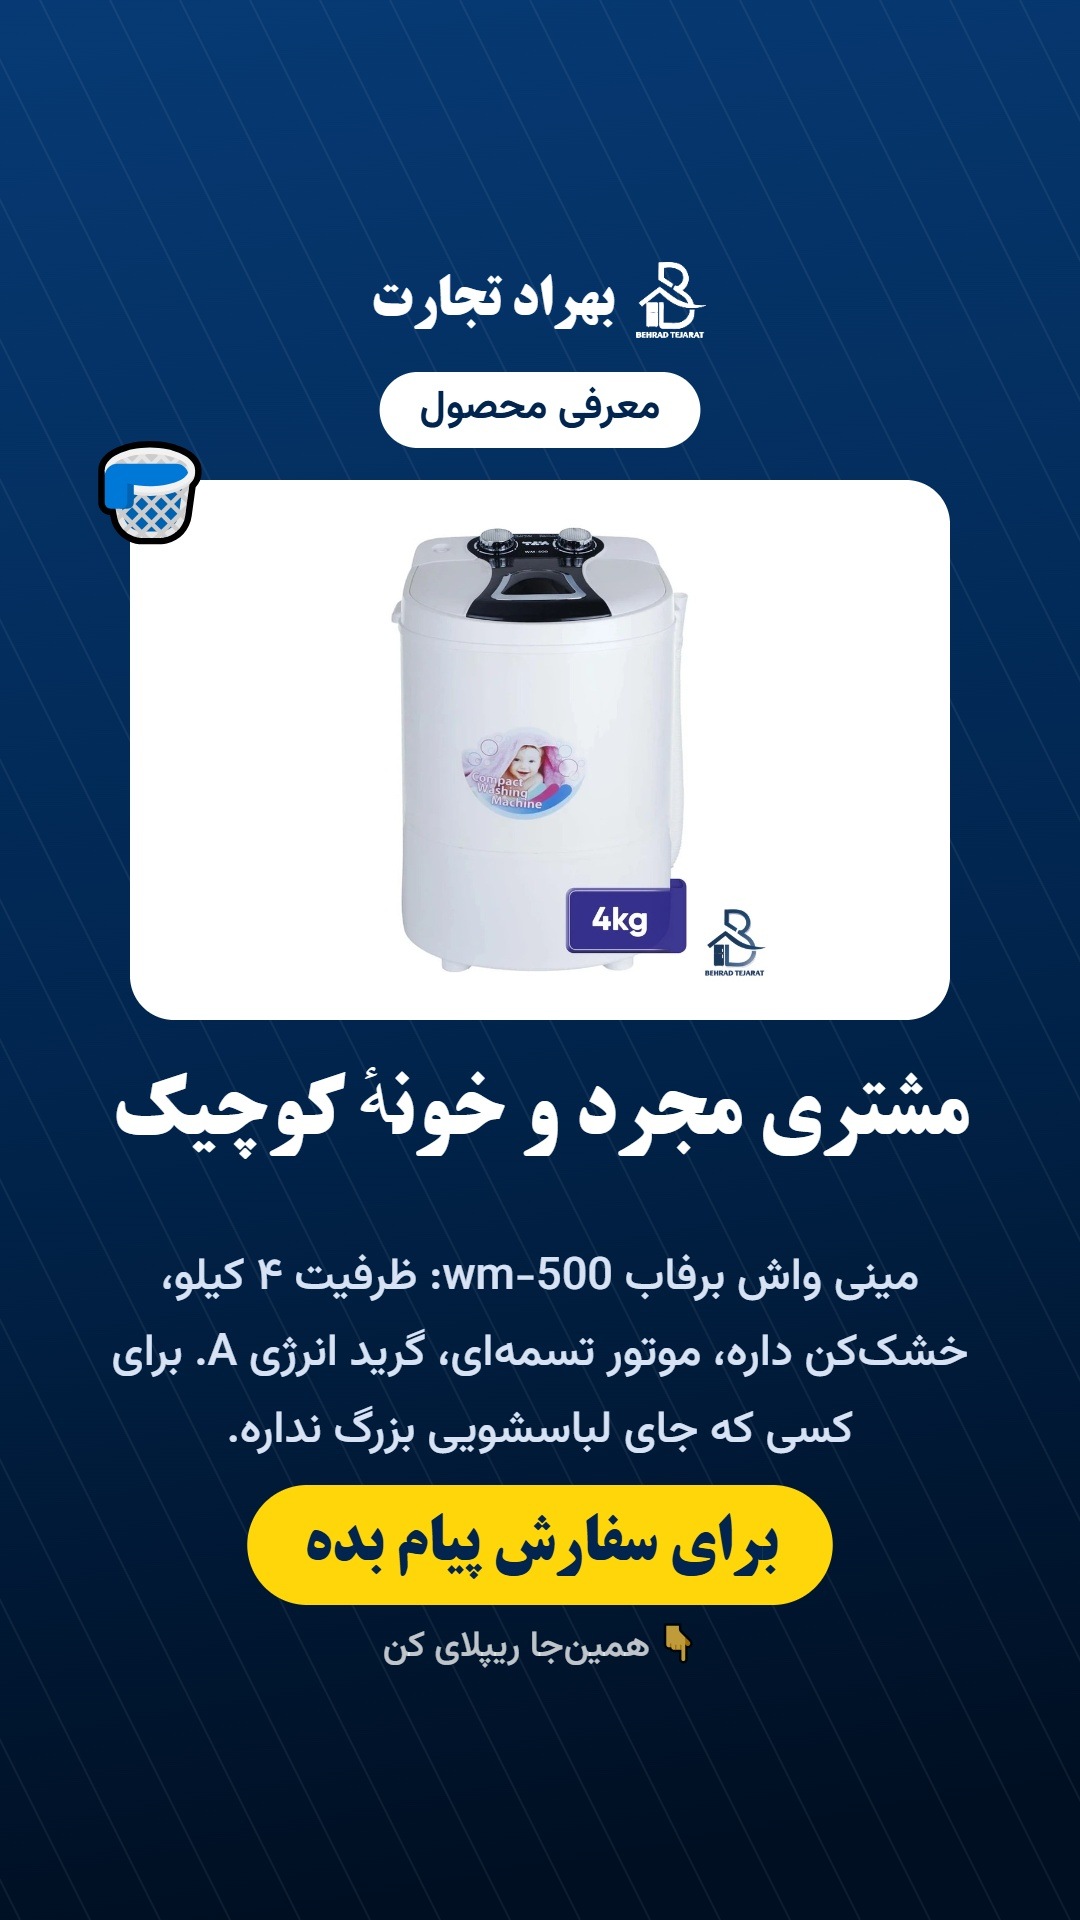 بهراد تجارت
BEHRAD TEJARAT
معرفی محصول
WM-500
Compact
Washing
Machine
4kg
BEHRAD TEJARAT
مشتری مجرد و خونهٔ کوچیک
مینی واش برفاب wm-500: ظرفیت ۴ کیلو،
خشک‌کن داره، موتور تسمه‌ای، گرید انرژی A. برای
کسی که جای لباسشویی بزرگ نداره.
برای سفارش پیام بده
👇 همین‌جا ریپلای کن